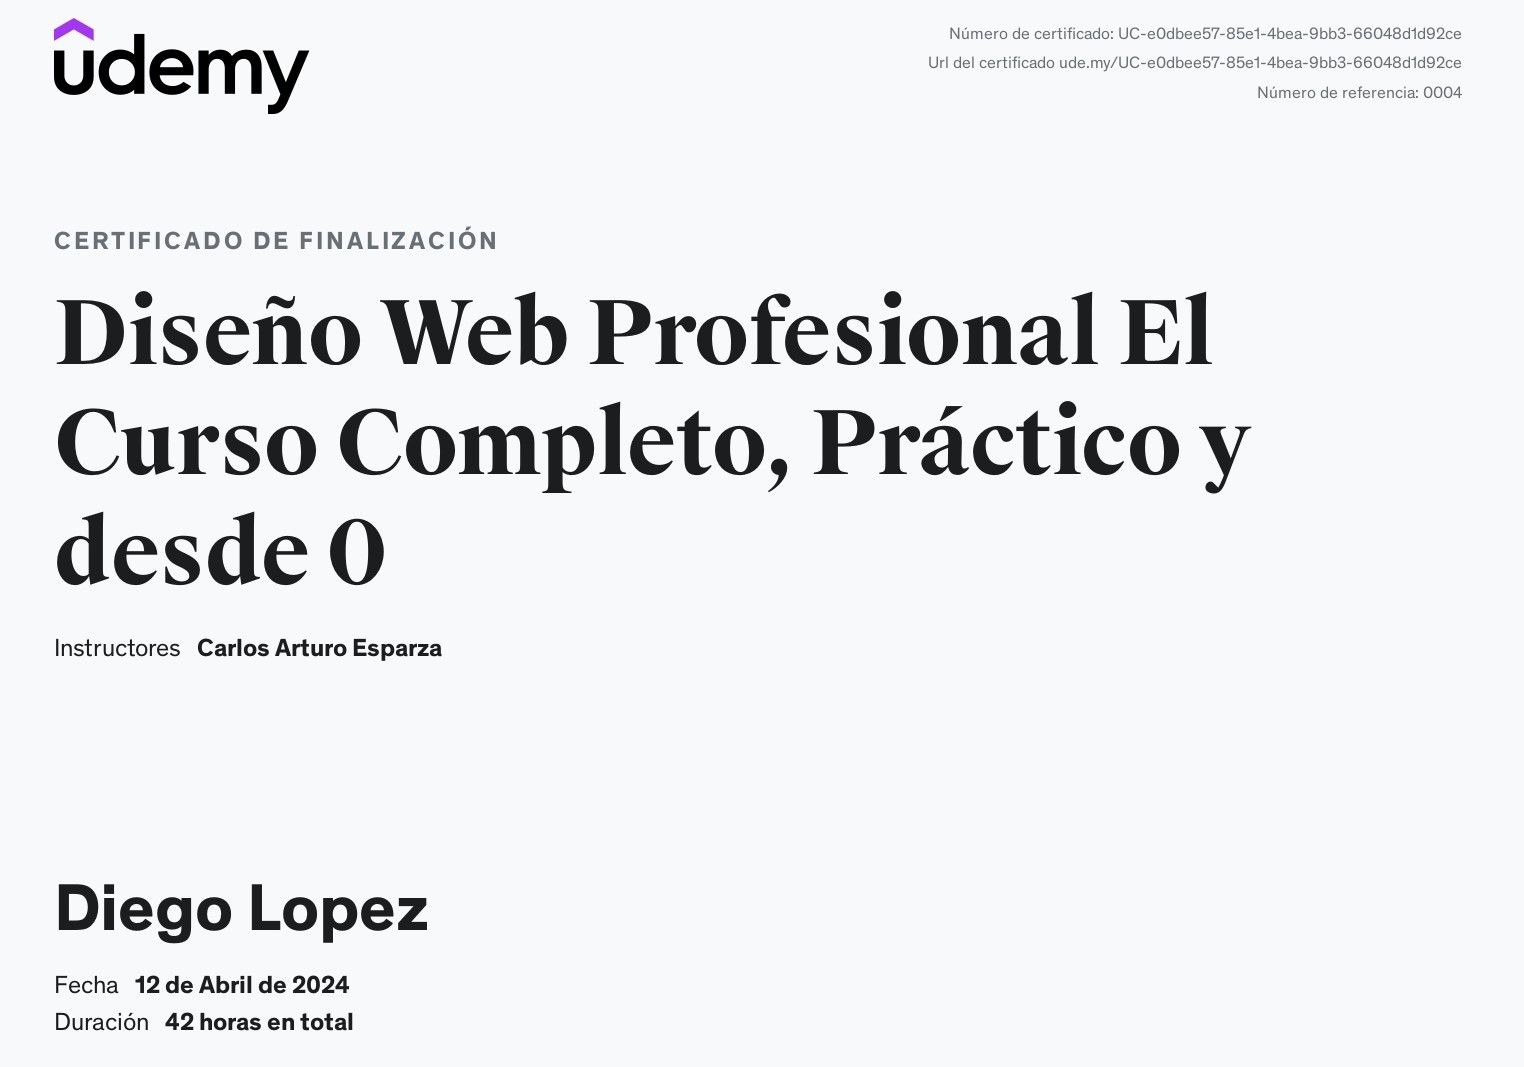 udemy
Número de certificado: UC-e0dbee57-85e1-4bea-9bb3-66048d1d92ce
Url del certificado ude.my/UC-e0dbee57-85e1-4bea-9bb3-66048d1d92ce
Número de referencia: 0004
CERTIFICADO DE FINALIZACIÓN
Diseño Web Profesional El
Curso Completo, Práctico y
desde 0
Instructores Carlos Arturo Esparza
Diego Lopez
Fecha 12 de Abril de 2024
Duración 42 horas en total